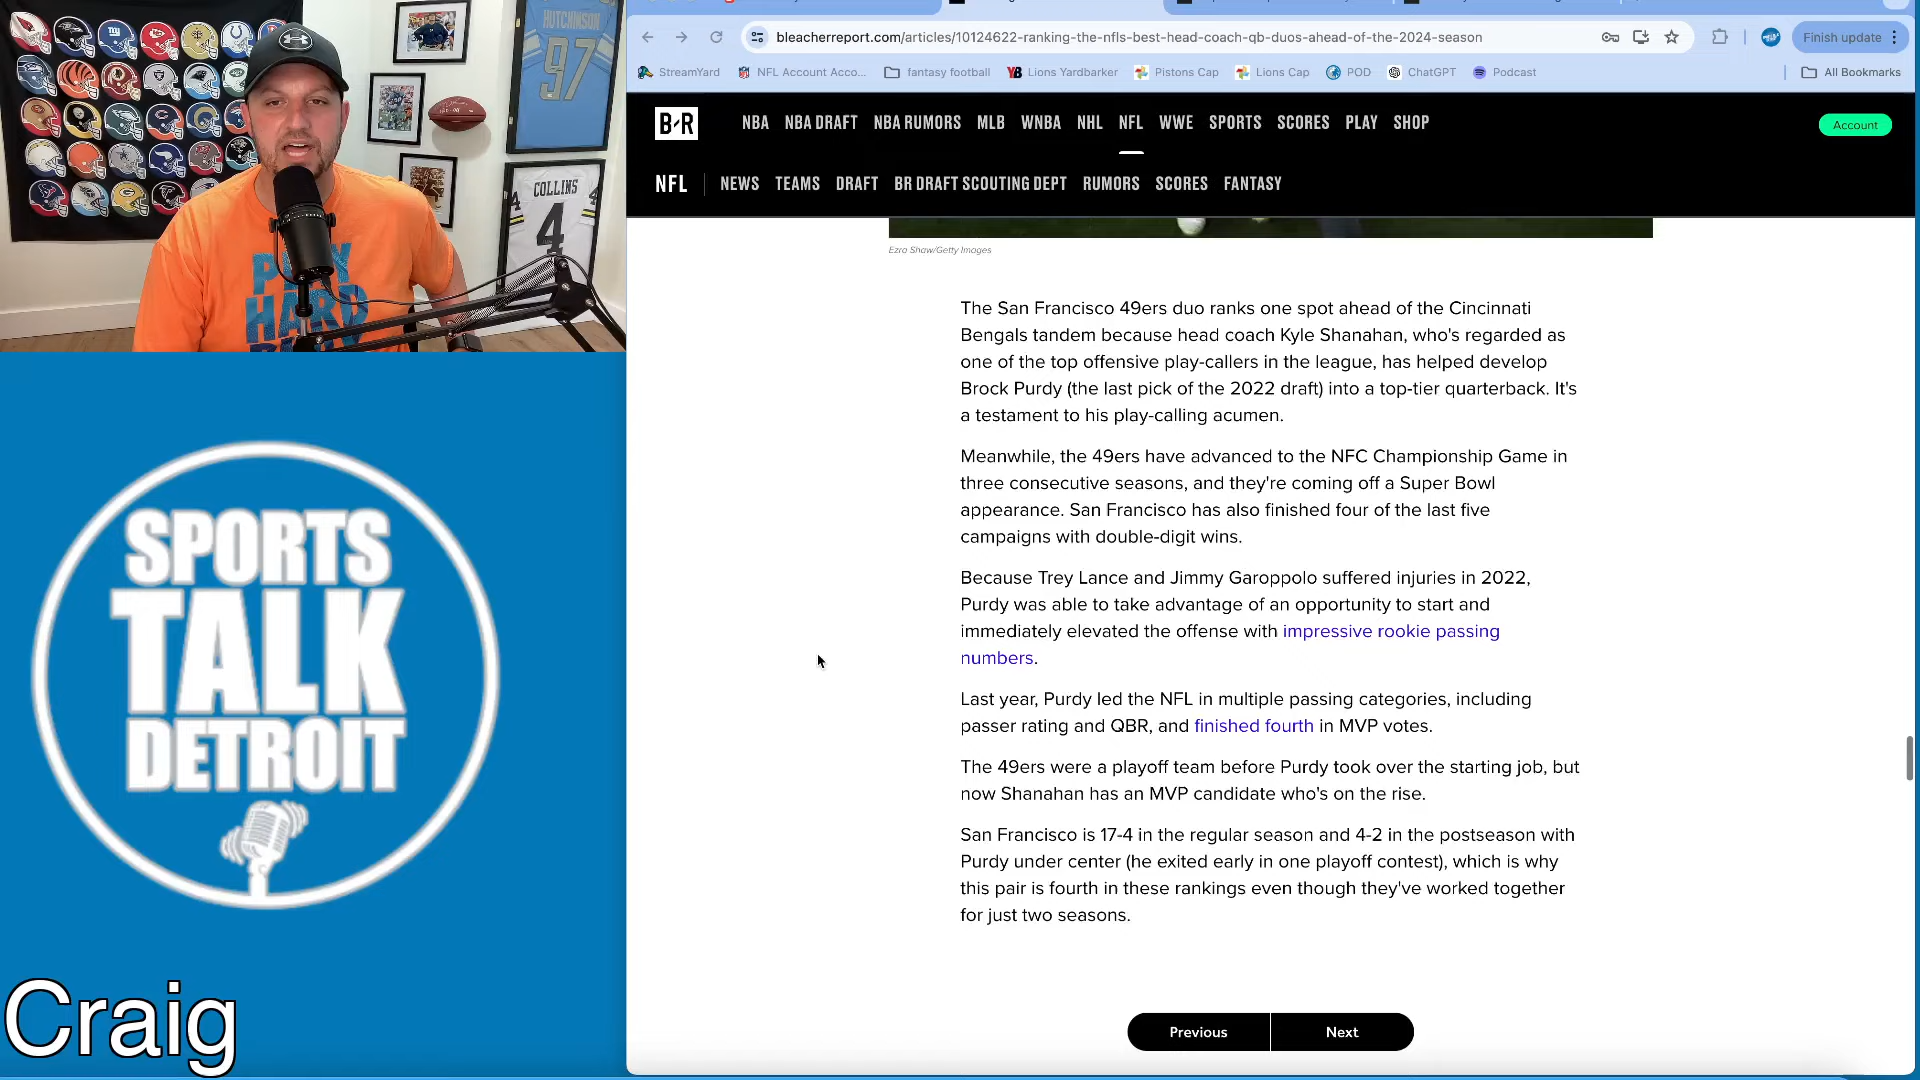 HUTCHINSON
97
COLLINS
4
PLAY
HARD
SPORTS
TALK
DETROIT
Craig
bleacherreport.com/articles/10124622-ranking-the-nfls-best-head-coach-qb-duos-ahead-of-the-2024-season
Finish update
StreamYard
NFL Account Acco...
fantasy football
Lions Yardbarker
Pistons Cap
Lions Cap
POD
ChatGPT
Podcast
All Bookmarks
B/R
NBA NBA DRAFT NBA RUMORS MLB WNBA NHL NFL WWE SPORTS SCORES PLAY SHOP
Account
NFL NEWS TEAMS DRAFT BR DRAFT SCOUTING DEPT RUMORS SCORES FANTASY
Ezra Shaw/Getty Images
The San Francisco 49ers duo ranks one spot ahead of the Cincinnati
Bengals tandem because head coach Kyle Shanahan, who's regarded as
one of the top offensive play-callers in the league, has helped develop
Brock Purdy (the last pick of the 2022 draft) into a top-tier quarterback. It's
a testament to his play-calling acumen.
Meanwhile, the 49ers have advanced to the NFC Championship Game in
three consecutive seasons, and they're coming off a Super Bowl
appearance. San Francisco has also finished four of the last five
campaigns with double-digit wins.
Because Trey Lance and Jimmy Garoppolo suffered injuries in 2022,
Purdy was able to take advantage of an opportunity to start and
immediately elevated the offense with impressive rookie passing
numbers.
Last year, Purdy led the NFL in multiple passing categories, including
passer rating and QBR, and finished fourth in MVP votes.
The 49ers were a playoff team before Purdy took over the starting job, but
now Shanahan has an MVP candidate who's on the rise.
San Francisco is 17-4 in the regular season and 4-2 in the postseason with
Purdy under center (he exited early in one playoff contest), which is why
this pair is fourth in these rankings even though they've worked together
for just two seasons.
Previous
Next